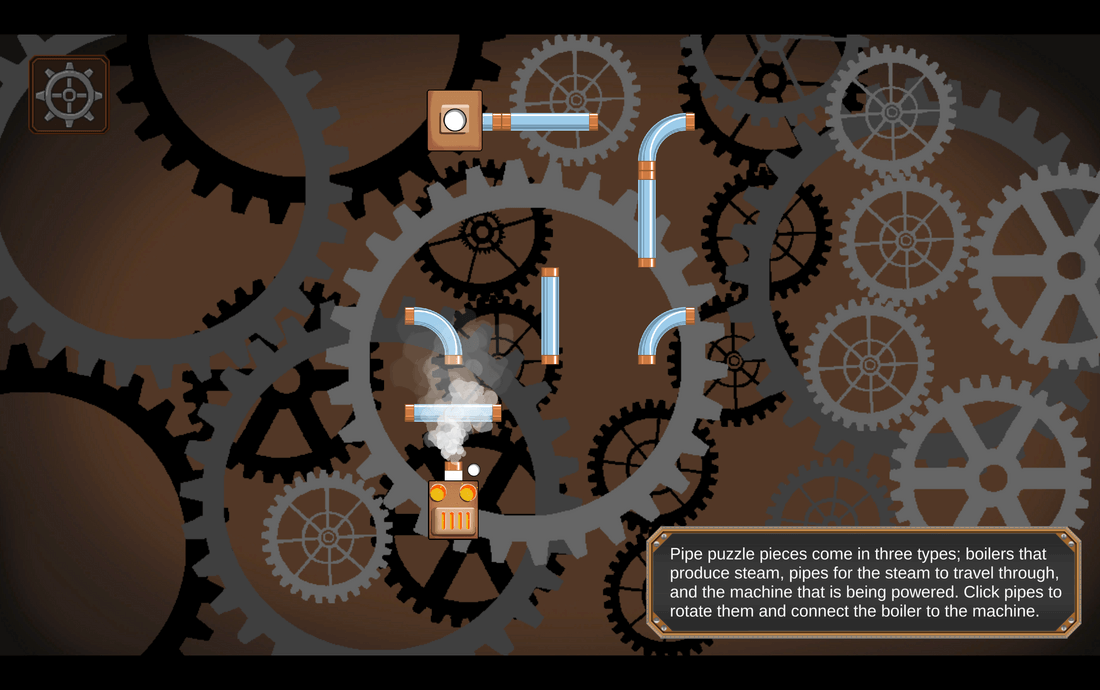 Pipe puzzle pieces come in three types; boilers that
produce steam, pipes for the steam to travel through,
and the machine that is being powered. Click pipes to
rotate them and connect the boiler to the machine.